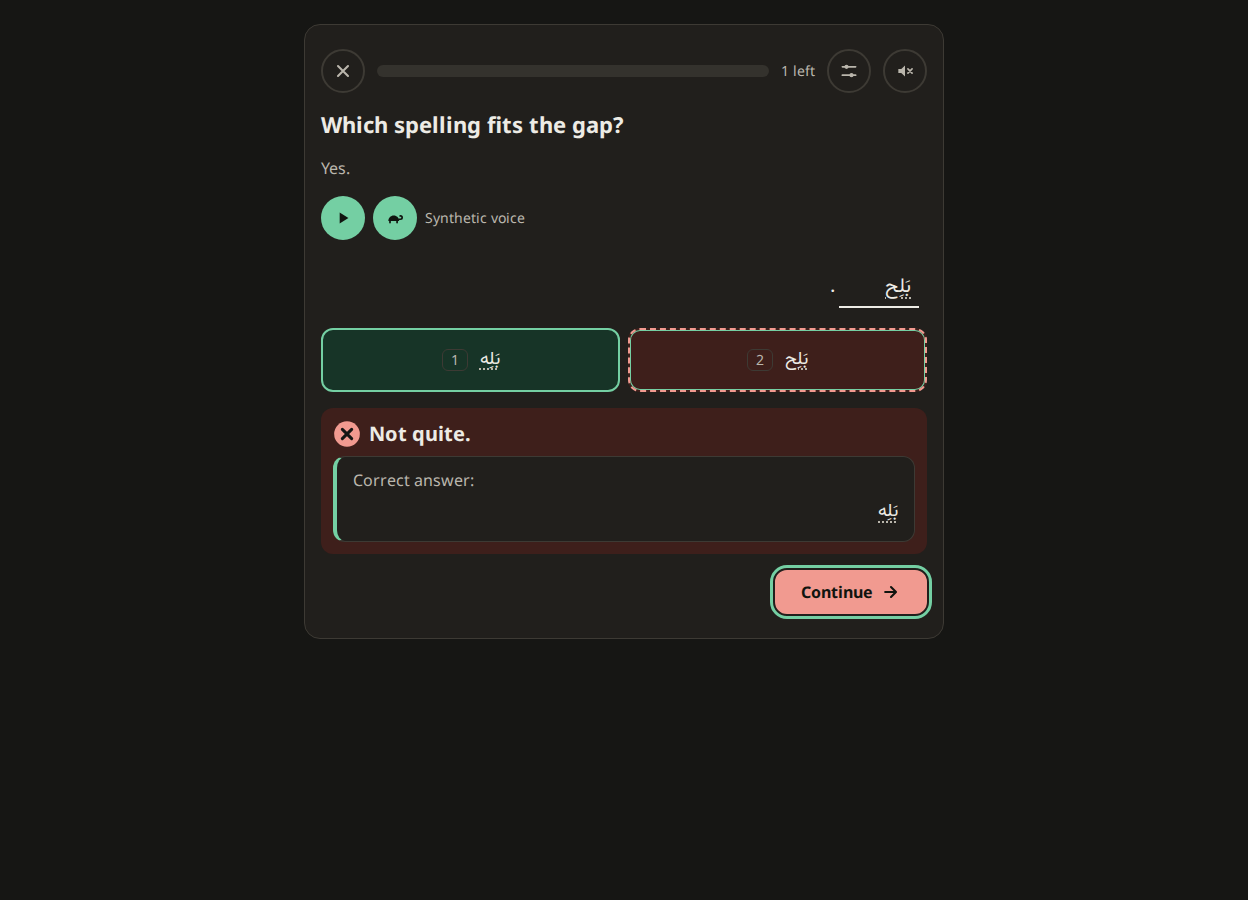 1 left
Which spelling fits the gap?
Yes.
Synthetic voice
بَلِح .
1 بَلِه
2 بَلِح
Not quite.
Correct answer:
بَلِه
Continue